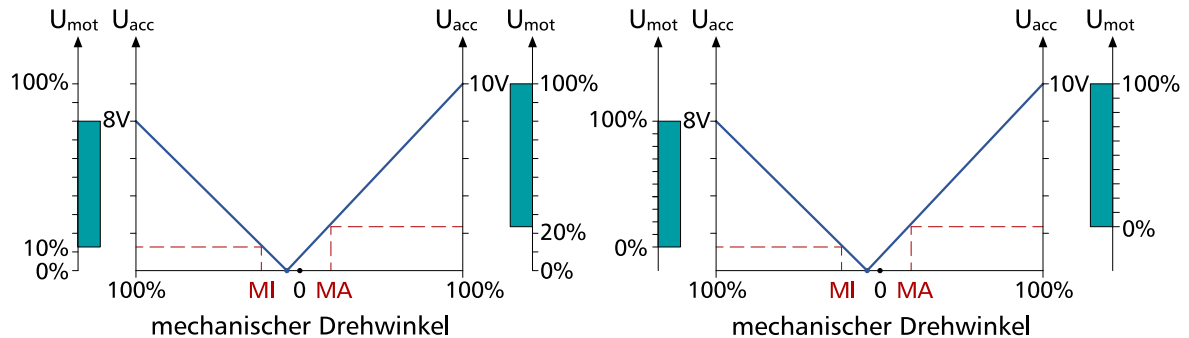 Umot Uacc Uacc Umot
100% 10V 100%
8V
10% 20%
0% 0%
100% MI 0 MA 100%
mechanischer Drehwinkel
Umot Uacc Uacc Umot
10V 100%
100% 8V
0% 0%
100% MI 0 MA 100%
mechanischer Drehwinkel